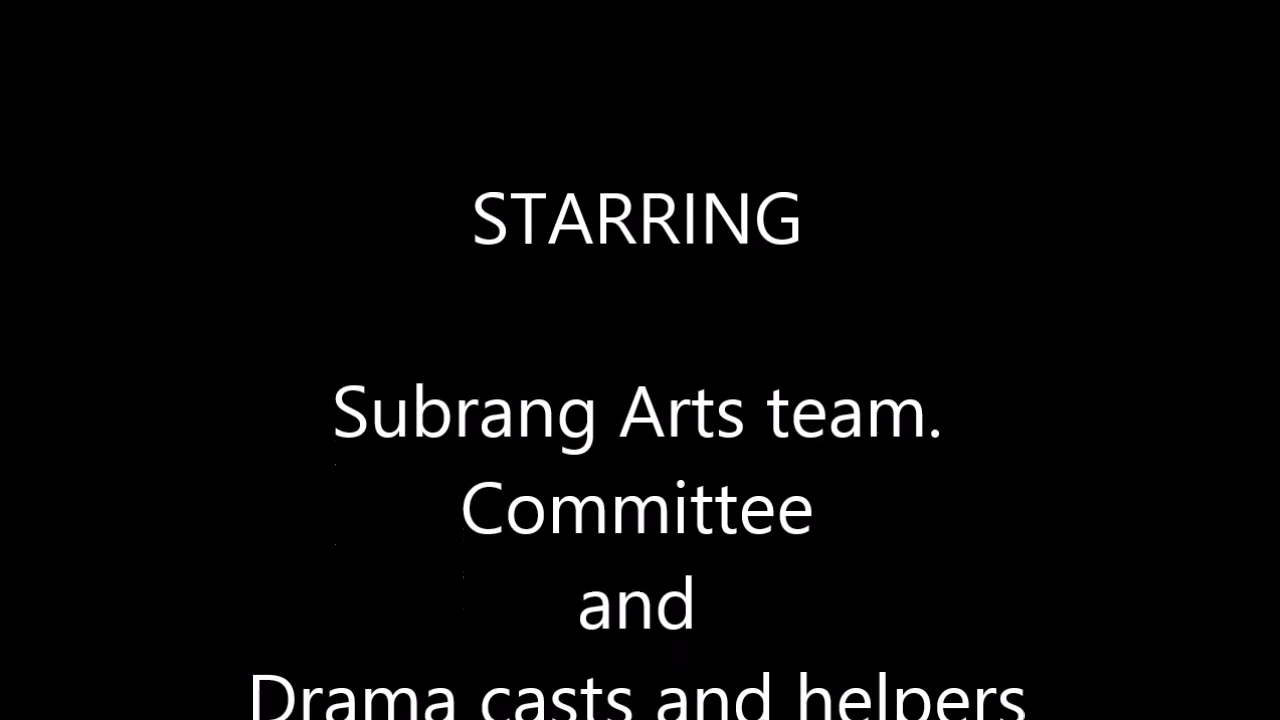 STARRING
Subrang Arts team.
Committee
and
Drama casts and helpers